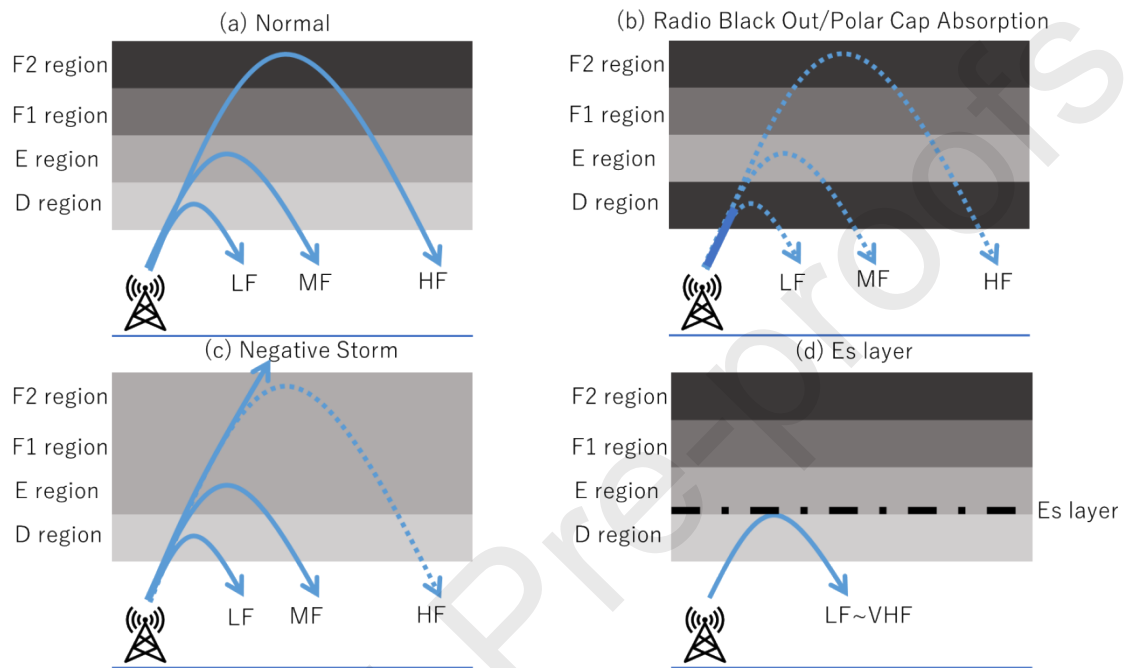 (a) Normal
F2 region
F1 region
E region
D region
LF
MF
HF
(b) Radio Black Out/Polar Cap Absorption
F2 region
F1 region
E region
D region
LF
MF
HF
(c) Negative Storm
F2 region
F1 region
E region
D region
LF
MF
HF
(d) Es layer
F2 region
F1 region
E region
Es layer
D region
LF~VHF
Pre-proofs